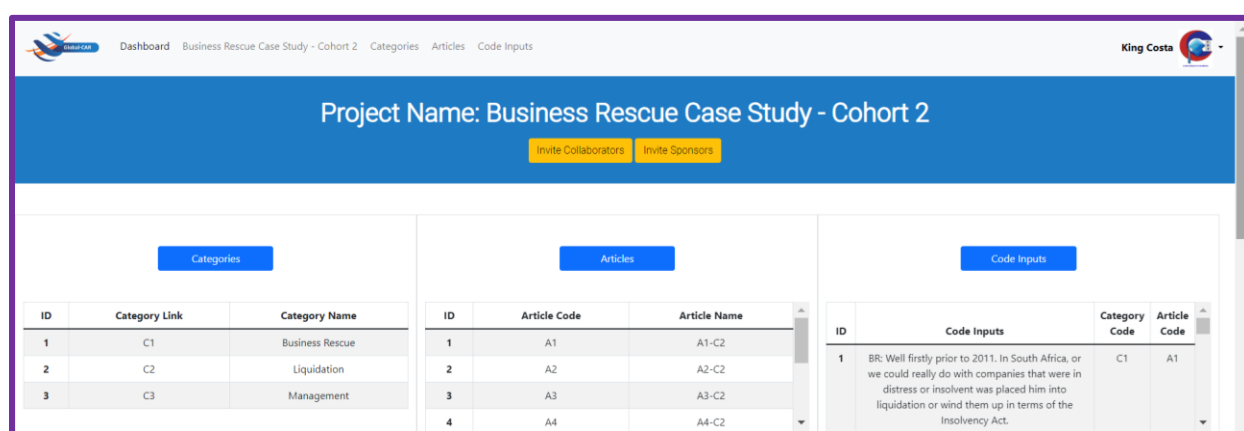 Global-CAR
Dashboard Business Rescue Case Study - Cohort 2 Categories Articles Code Inputs
King Costa
Project Name: Business Rescue Case Study - Cohort 2
Invite Collaborators Invite Sponsors
Categories
ID Category Link Category Name
1 C1 Business Rescue
2 C2 Liquidation
3 C3 Management
Articles
ID Article Code Article Name
1 A1 A1-C2
2 A2 A2-C2
3 A3 A3-C2
4 A4 A4-C2
Code Inputs
ID Code Inputs Category Code Article Code
1 BR: Well firstly prior to 2011. In South Africa, or C1 A1
we could really do with companies that were in
distress or insolvent was placed him into
liquidation or wind them up in terms of the
Insolvency Act.